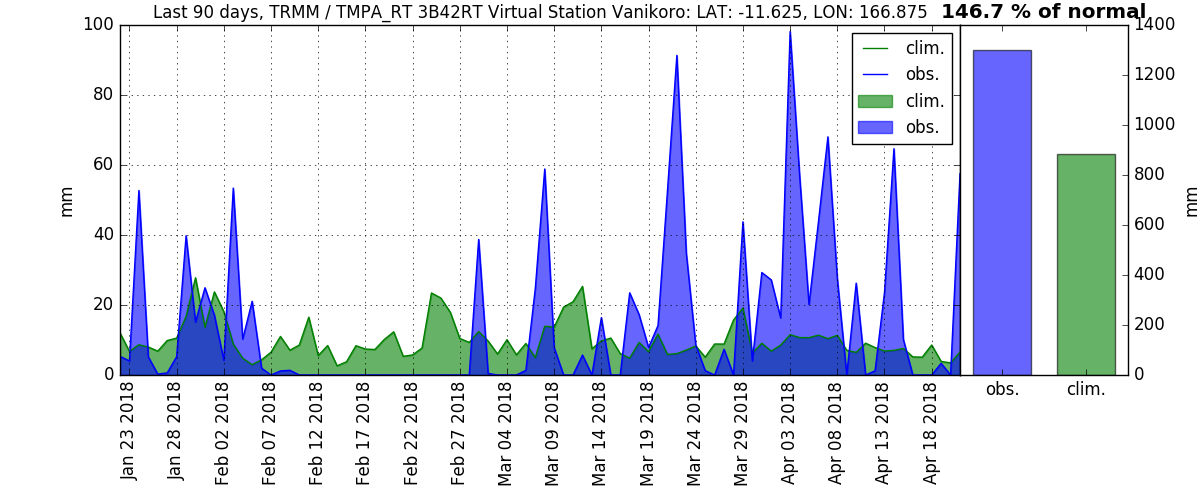 Last 90 days, TRMM / TMPA_RT 3B42RT Virtual Station Vanikoro: LAT: -11.625, LON: 166.875 146.7 % of normal
100
80
60
40
20
0
mm
clim.
obs.
clim.
obs.
1400
1200
1000
800
600
400
200
0
mm
obs. clim.
Jan 23 2018
Jan 28 2018
Feb 02 2018
Feb 07 2018
Feb 12 2018
Feb 17 2018
Feb 22 2018
Feb 27 2018
Mar 04 2018
Mar 09 2018
Mar 14 2018
Mar 19 2018
Mar 24 2018
Mar 29 2018
Apr 03 2018
Apr 08 2018
Apr 13 2018
Apr 18 2018